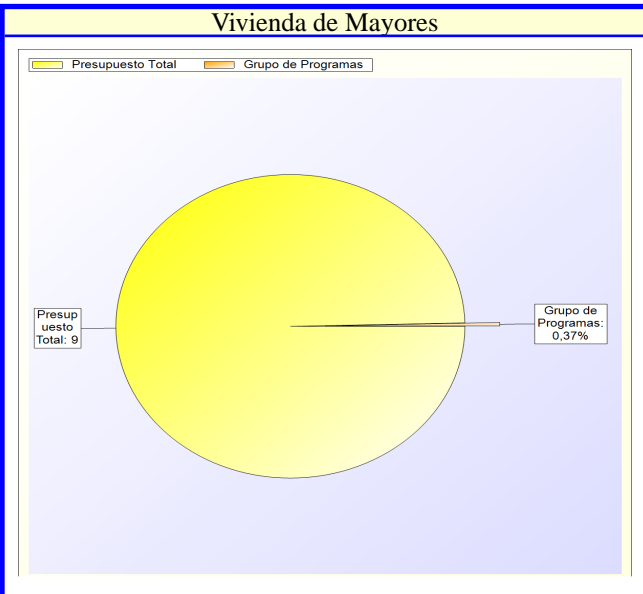 Vivienda de Mayores
Presupuesto Total Grupo de Programas
Presup
uesto
Total: 9
Grupo de
Programas:
0,37%